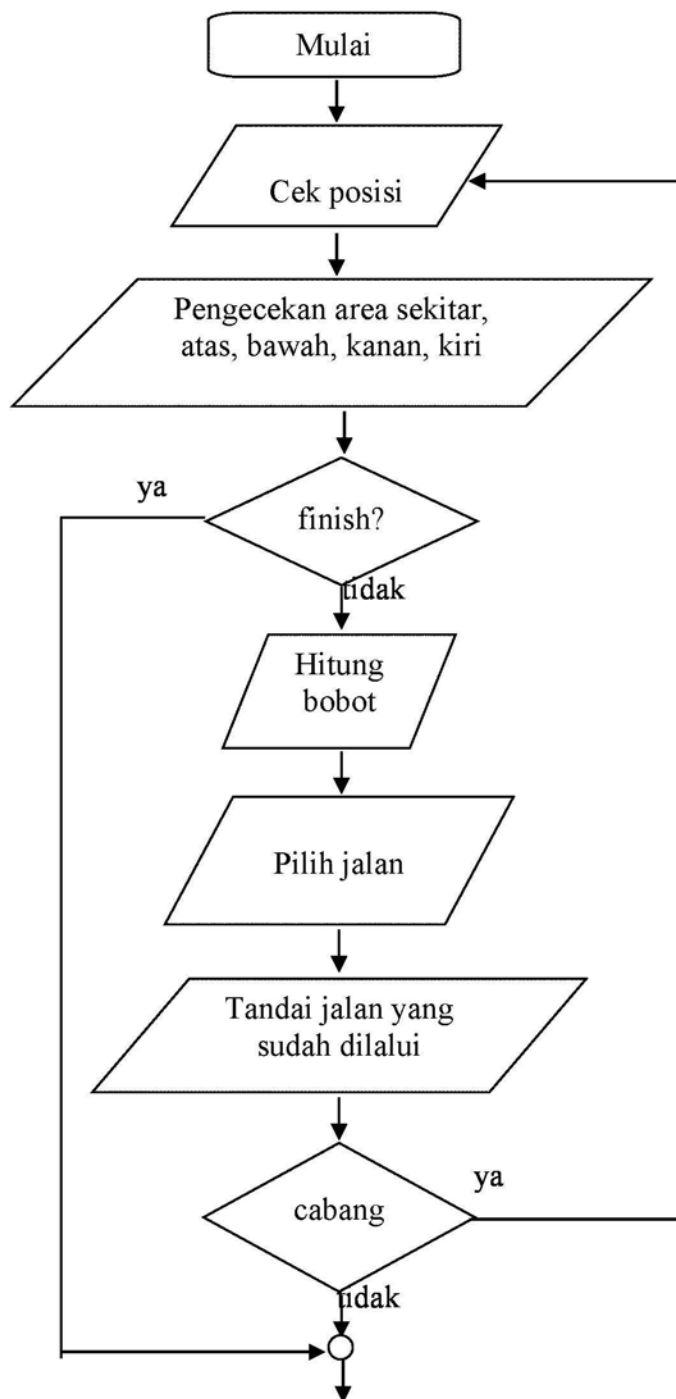 Mulai
Cek posisi
Pengecekan area sekitar,
atas, bawah, kanan, kiri
ya
finish?
tidak
Hitung
bobot
Pilih jalan
Tandai jalan yang
sudah dilalui
ya
cabang
tidak